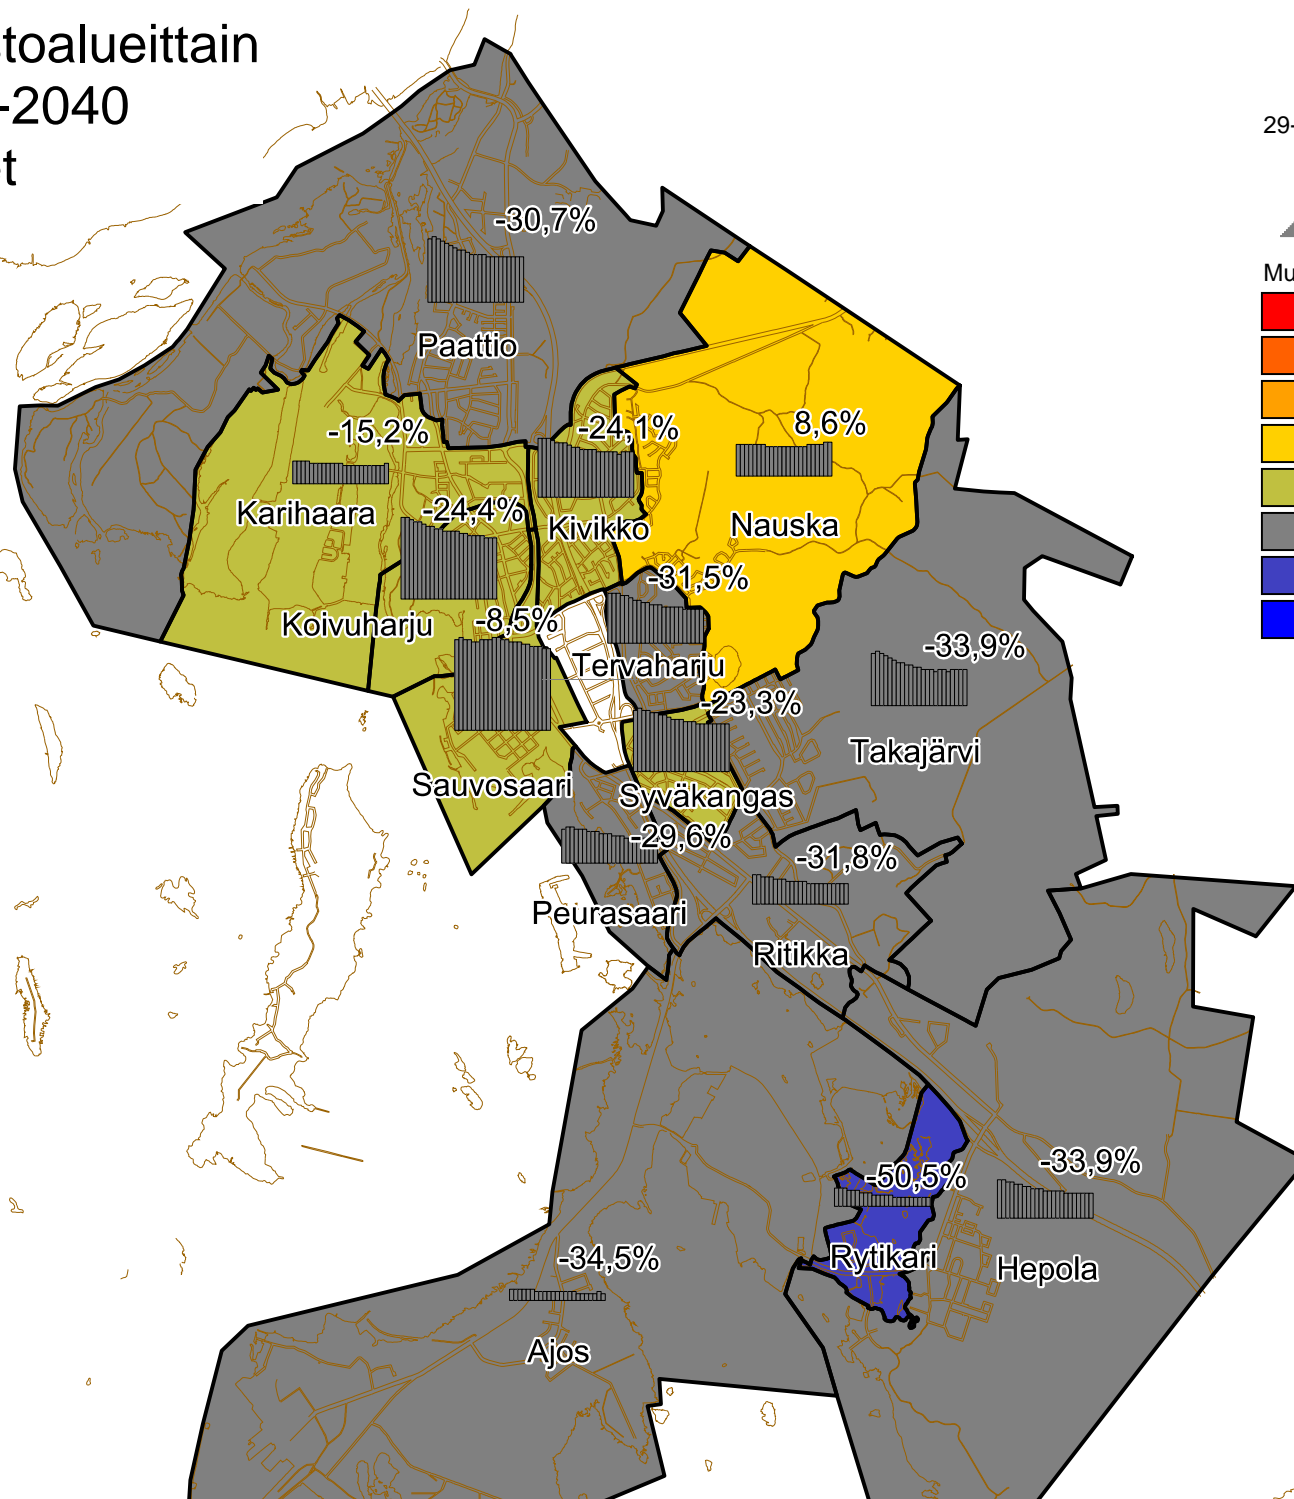 toalueittain
-2040
t
29-
Mu
-30,7%
Paattio
-15,2%
-24,1%
8,6%
Karihaara
-24,4%
Kivikko
Nauska
-31,5%
Koivuharju
-8,5%
Tervaharju
-33,9%
-23,3%
Takajärvi
Sauvosaari
Syväkangas
-29,6%
-31,8%
Peurasaari
Ritikka
-50,5%
-33,9%
Rytikari
Hepola
-34,5%
Ajos